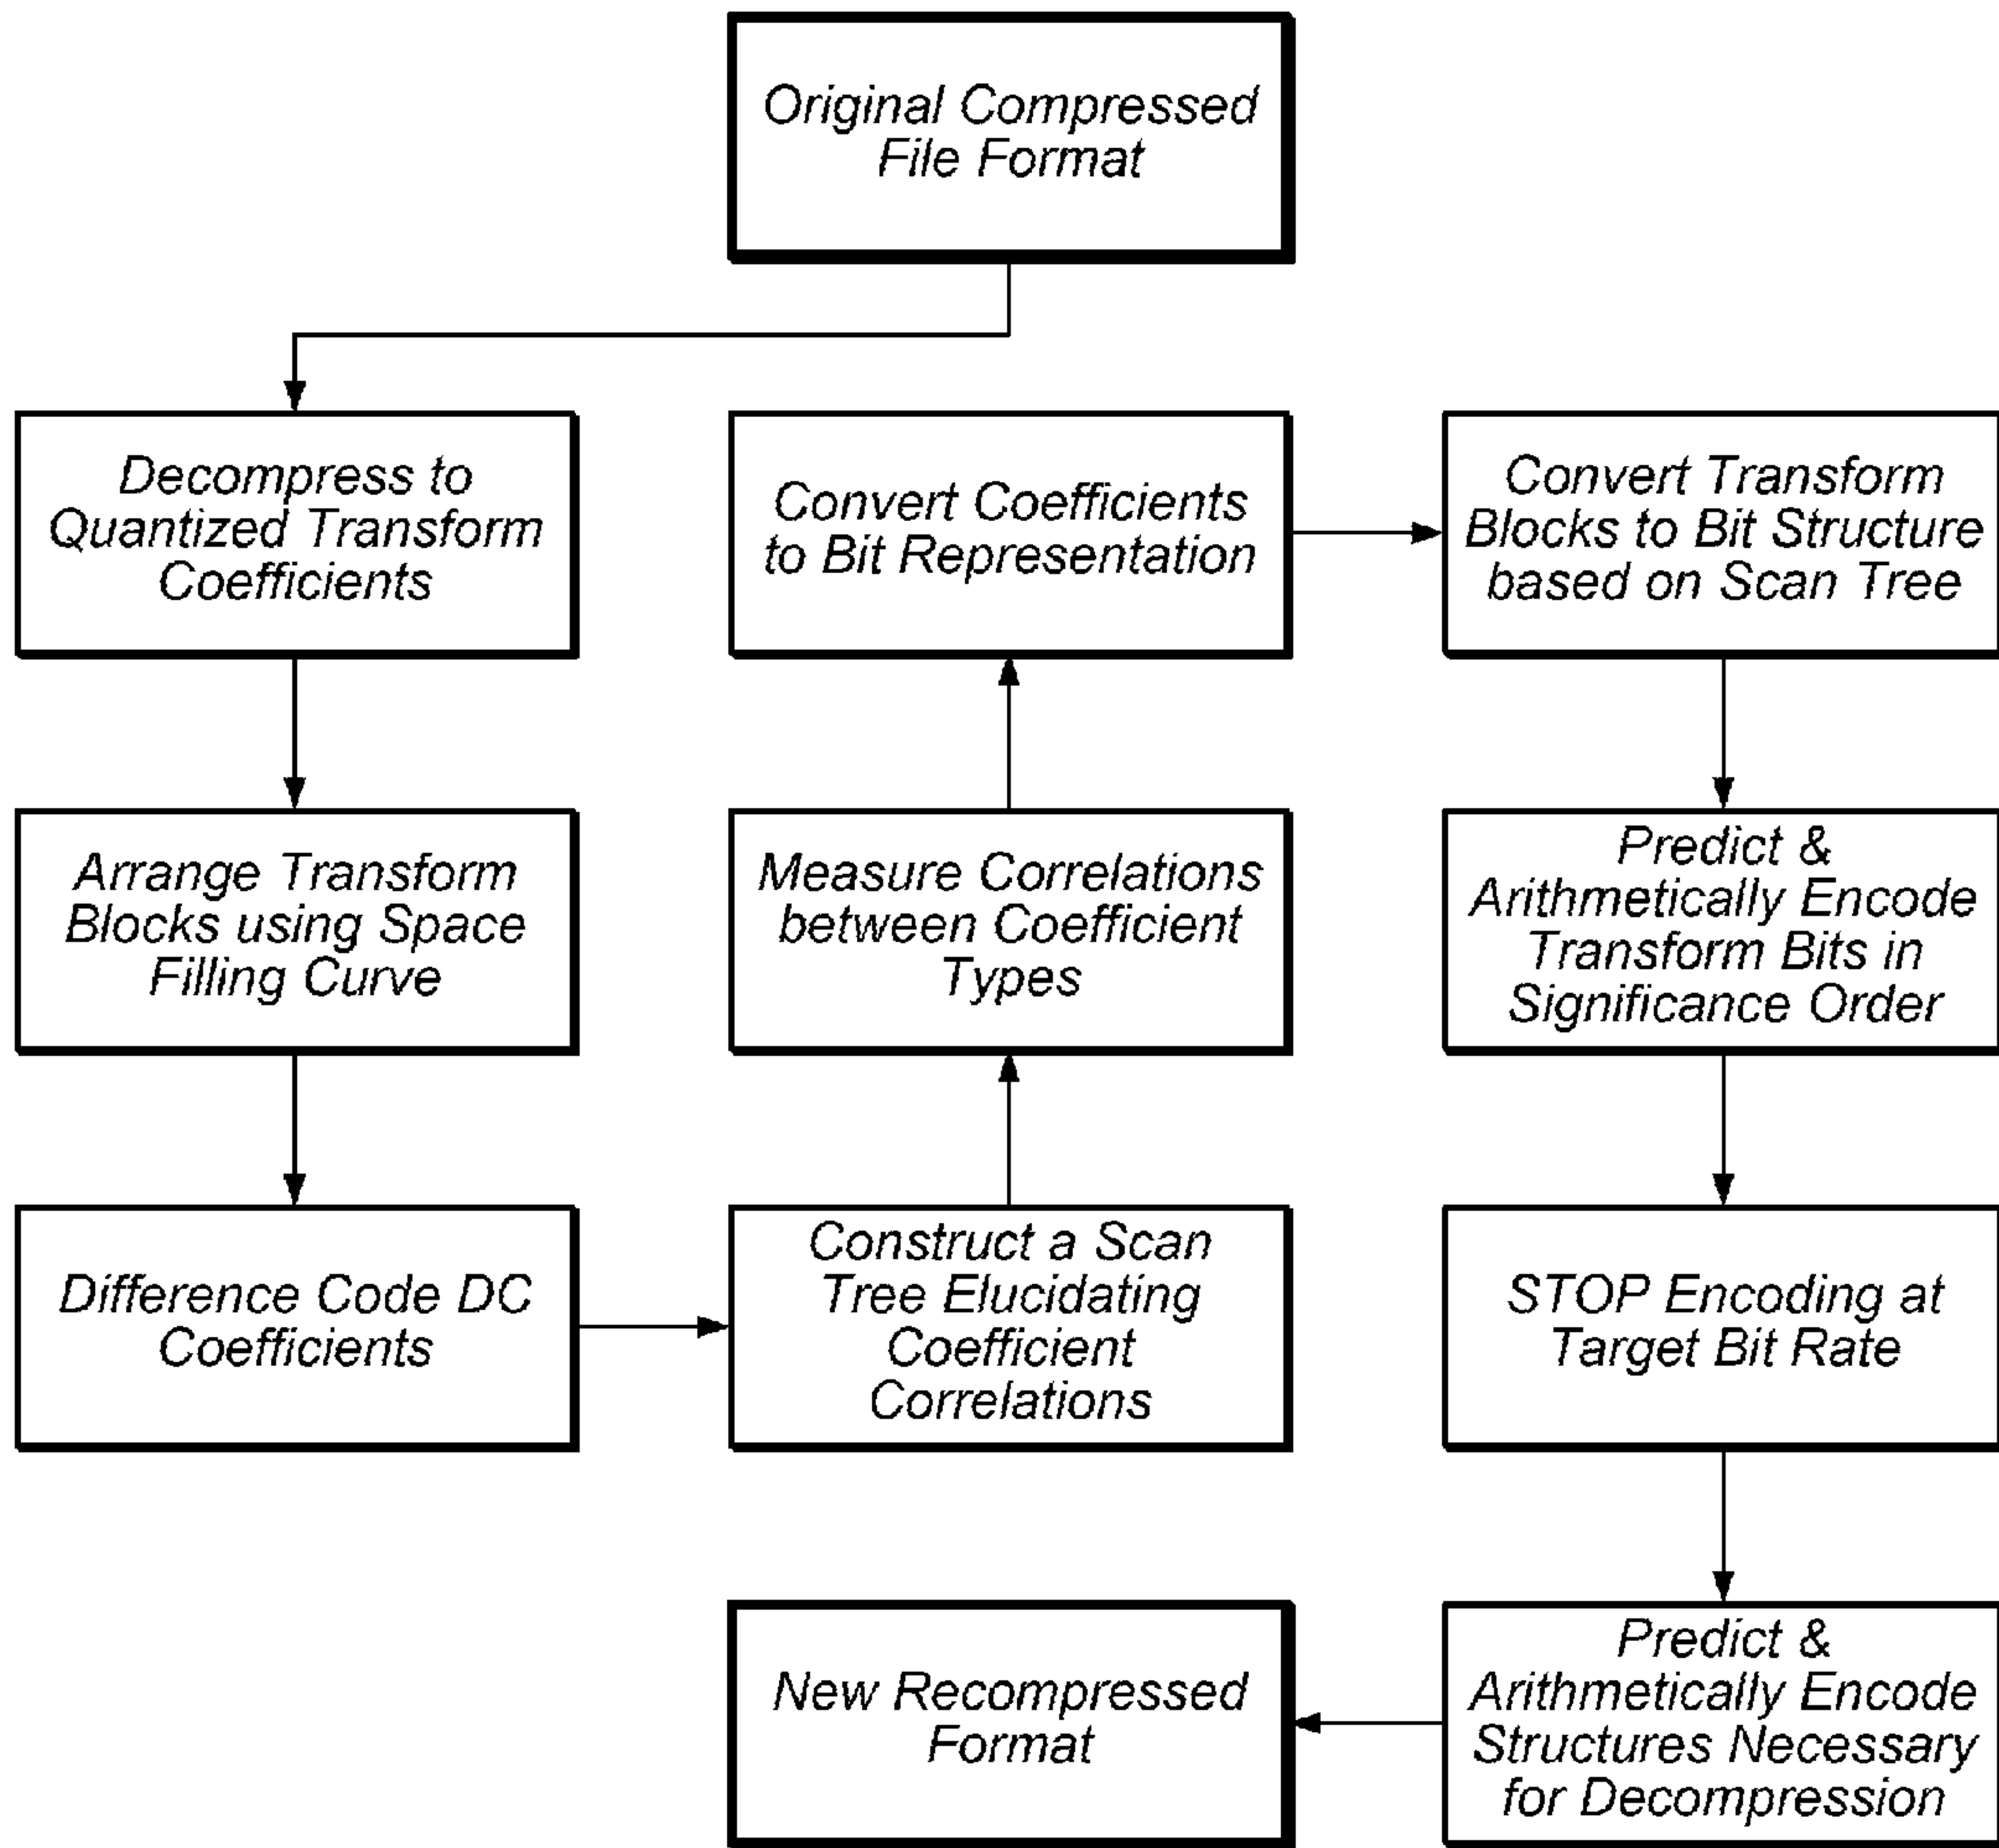 Original Compressed
File Format
Decompress to
Quantized Transform
Coefficients
Arrange Transform
Blocks using Space
Filling Curve
Difference Code DC
Coefficients
Construct a Scan
Tree Elucidating
Coefficient
Correlations
Measure Correlations
between Coefficient
Types
Convert Coefficients
to Bit Representation
Convert Transform
Blocks to Bit Structure
based on Scan Tree
Predict &
Arithmetically Encode
Transform Bits in
Significance Order
STOP Encoding at
Target Bit Rate
Predict &
Arithmetically Encode
Structures Necessary
for Decompression
New Recompressed
Format